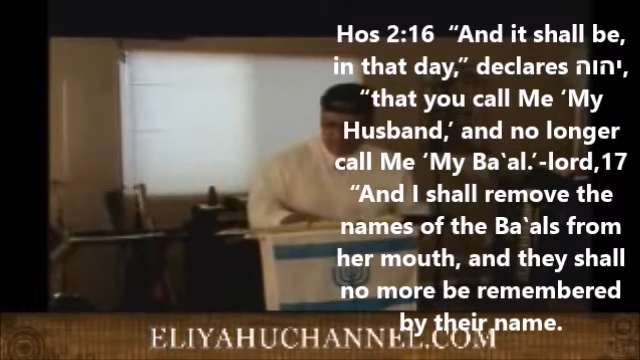 Hos 2:16 “And it shall be,
in that day,” declares יהוה,
“that you call Me ‘My
Husband,’ and no longer
call Me ‘My Ba‛al.’-lord,17
“And I shall remove the
names of the Ba‛als from
her mouth, and they shall
no more be remembered
by their name.
ELIYAHUCHANNEL.COM